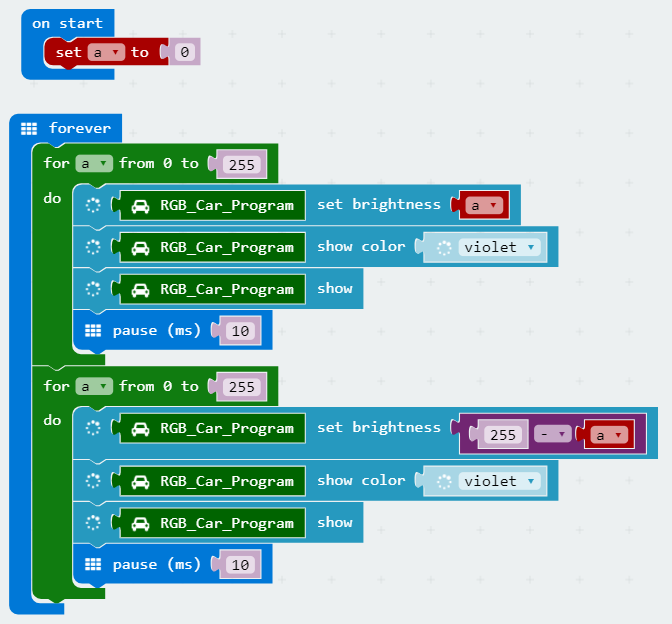 on start
set a to 0
forever
for a from 0 to 255
do
RGB_Car_Program set brightness a
RGB_Car_Program show color violet
RGB_Car_Program show
pause (ms) 10
for a from 0 to 255
do
RGB_Car_Program set brightness 255 - a
RGB_Car_Program show color violet
RGB_Car_Program show
pause (ms) 10